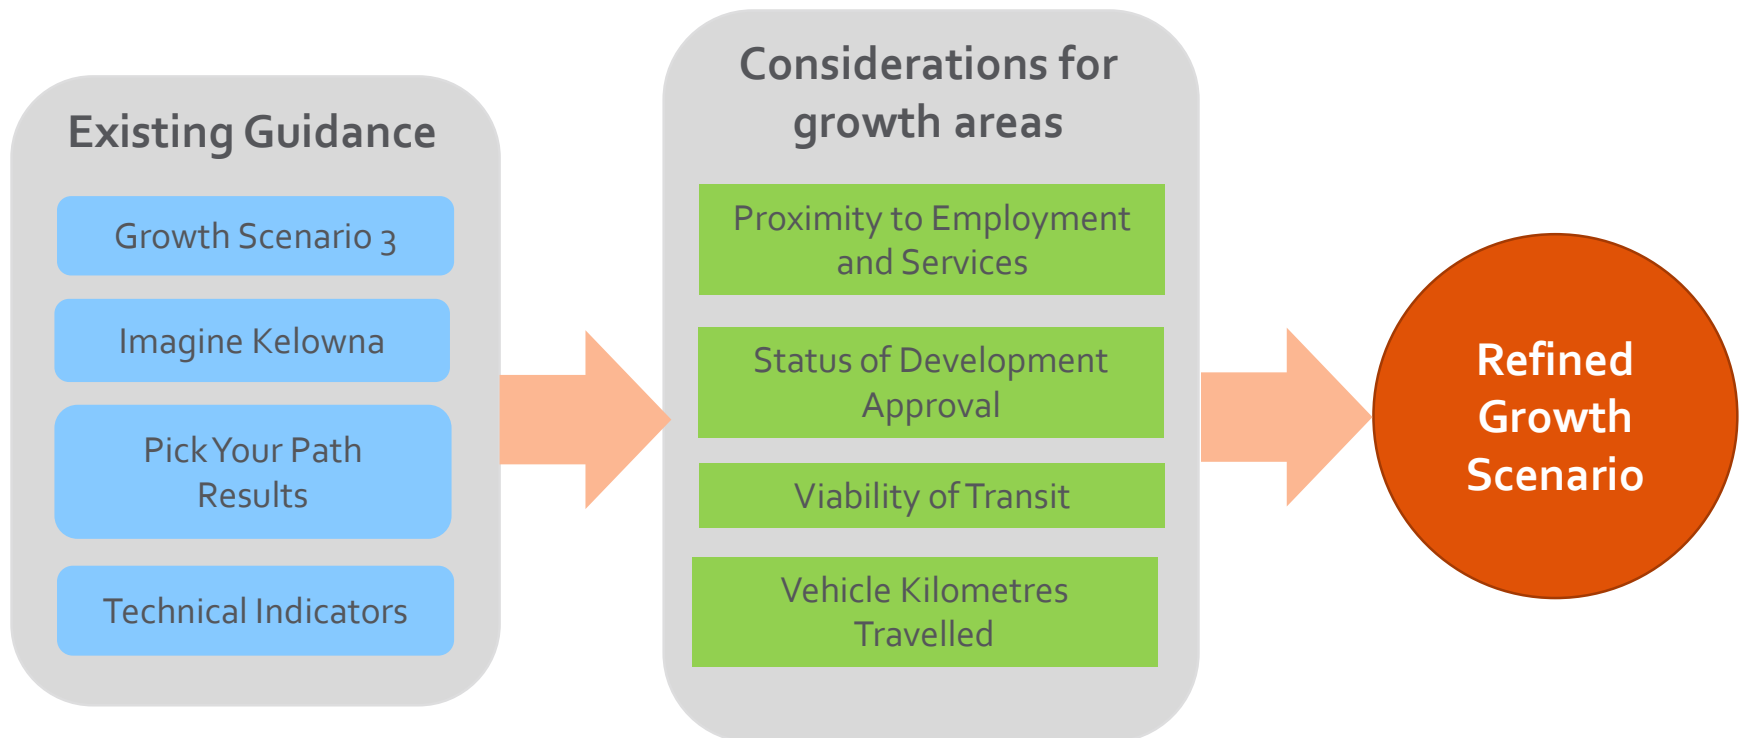 Existing Guidance
Growth Scenario 3
Imagine Kelowna
Pick Your Path
Results
Technical Indicators
Considerations for
growth areas
Proximity to Employment
and Services
Status of Development
Approval
Viability of Transit
Vehicle Kilometres
Travelled
Refined
Growth
Scenario